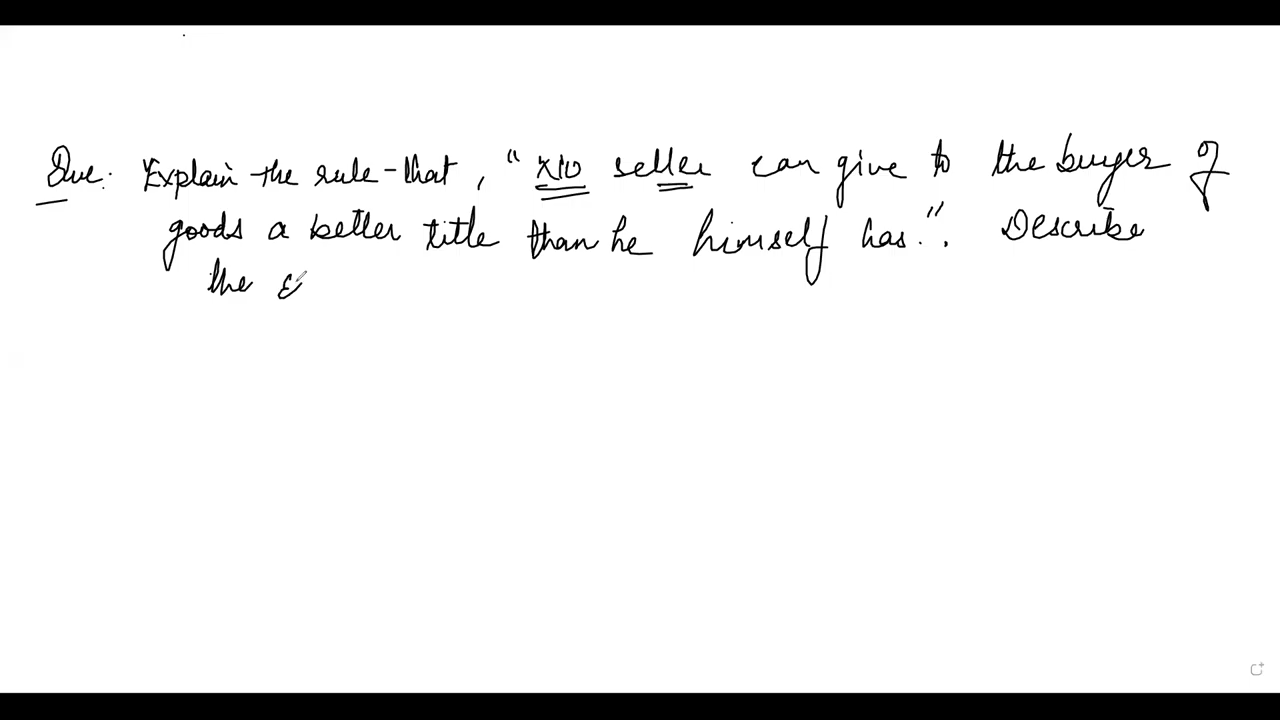 Que. Explain the rule that, "No seller can give to the buyer of
goods a better title than he himself has.". Describe
the